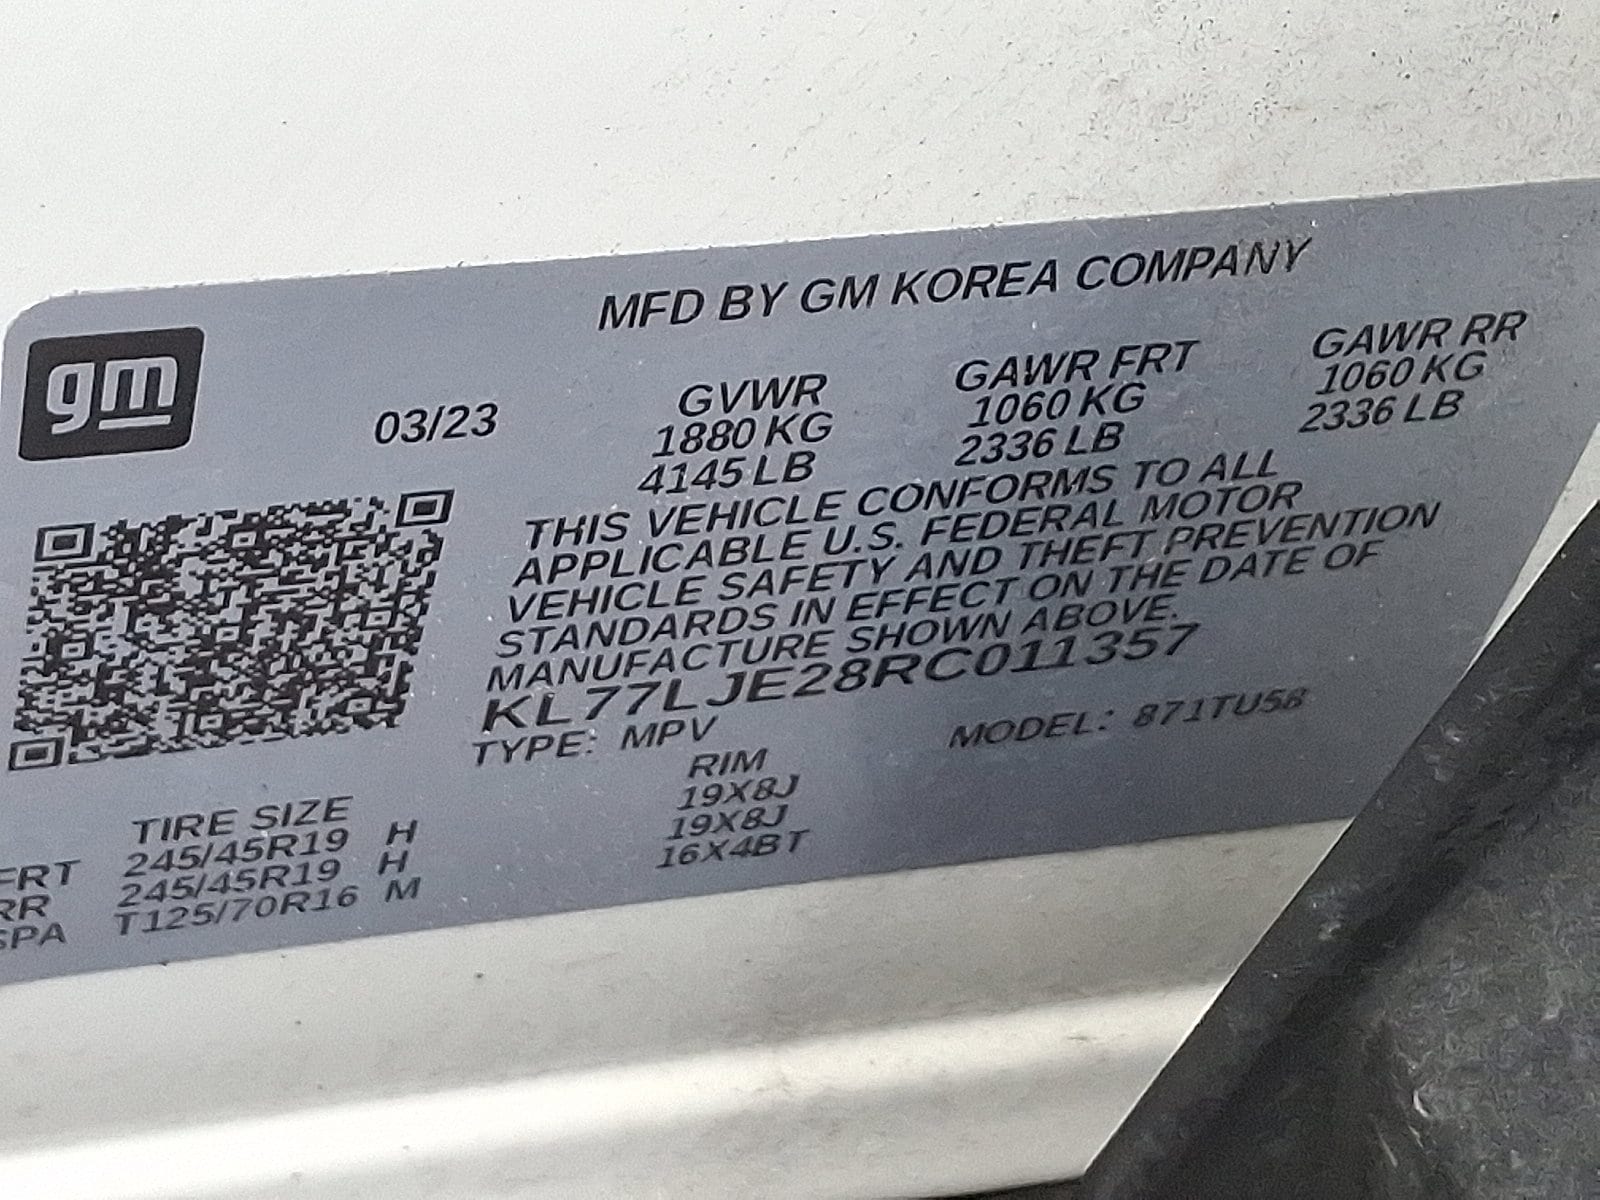 gm
MFD BY GM KOREA COMPANY
03/23
GVWR GAWR FRT GAWR RR
1880 KG 1060 KG 1060 KG
4145 LB 2336 LB 2336 LB
THIS VEHICLE CONFORMS TO ALL
APPLICABLE U.S. FEDERAL MOTOR
VEHICLE SAFETY AND THEFT PREVENTION
STANDARDS IN EFFECT ON THE DATE OF
MANUFACTURE SHOWN ABOVE.
KL77LJE28RC011357
TYPE: MPV MODEL: 871TU58
TIRE SIZE RIM
FRT 245/45R19 H 19X8J
RR 245/45R19 H 19X8J
SPA T125/70R16 M 16X4BT